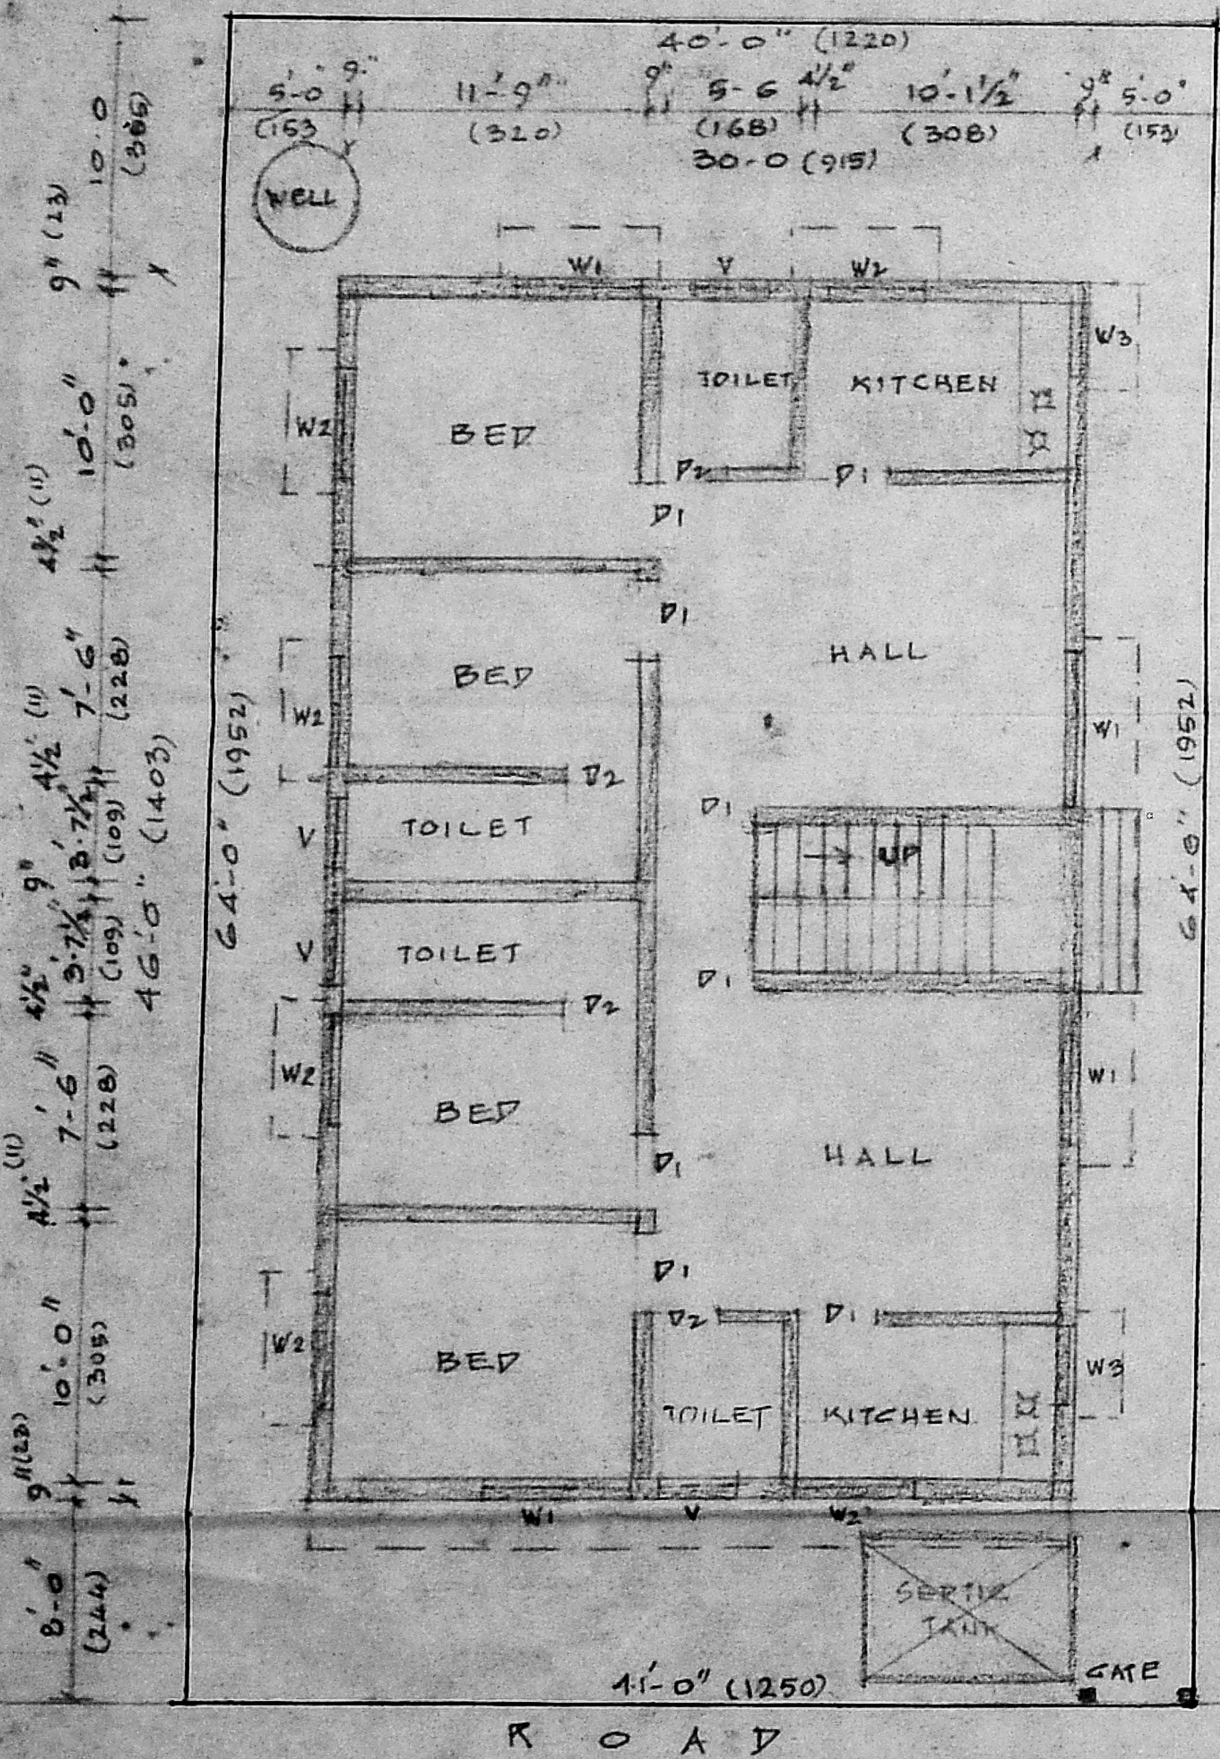 40'-0" (1220)
5'-0" 9" 11'-9" 9" 5-6 4½" 10'-1½" 9" 5'-0"
(153 (320) (168) (308) (153)
30-0 (915)
WELL
W1 V W2
W3
TOILET KITCHEN
BED
W2
D2 D1
D1
D1
HALL
BED
W2
W1
D2
D1
TOILET
V
UP
TOILET
V
D1
D2
W2
W1
BED
HALL
D1
D1
D2 D1
BED
W2
W3
TOILET KITCHEN
W1 V W2
SEPTIC
TANK
GATE
41'-0" (1250)
R O A D
10.0
(305)
9" (23)
10'-0"
(305)
4½" (11)
7'-6"
(228)
4½" (11)
3'-7½"
(109)
9"
3-7½"
(109)
4½"
46'-0" (1403)
7'-6"
(228)
4½" (11)
10'-0"
(305)
9" (23)
8'-0"
(244)
64'-0" (1952)
64'-0" (1952)